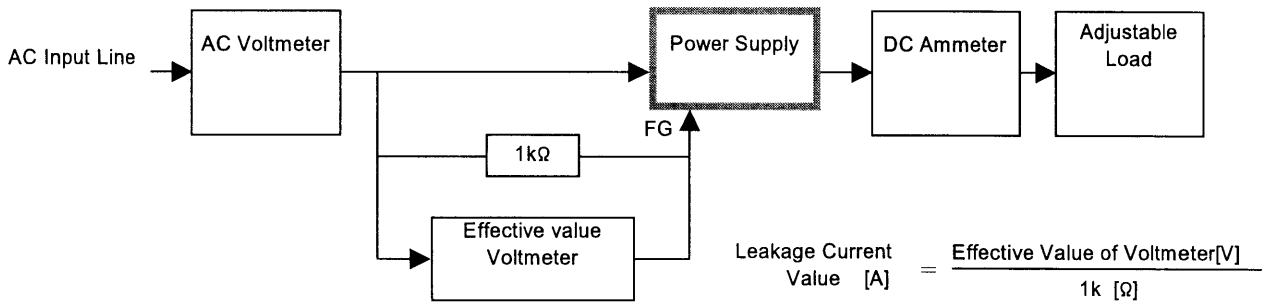 AC Input Line
AC Voltmeter
Power Supply
DC Ammeter
Adjustable
Load
FG
1kΩ
Effective value
Voltmeter
Leakage Current
Value [A]
=
Effective Value of Voltmeter[V]
1k [Ω]